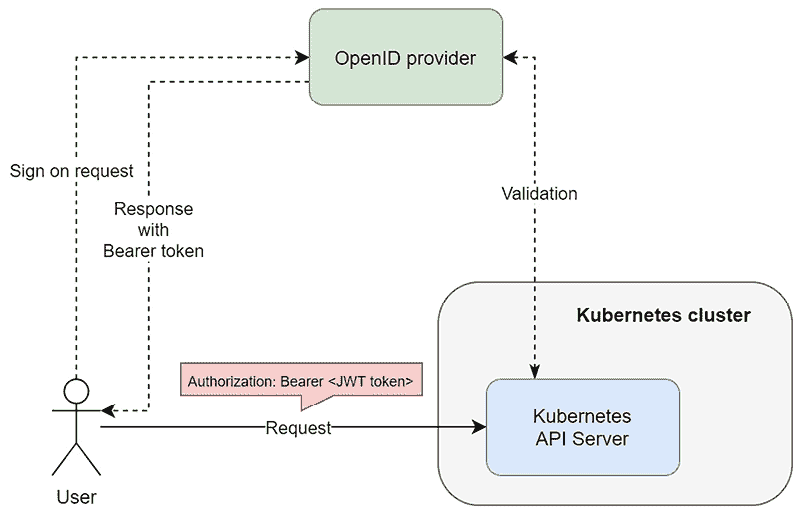 OpenID provider
Sign on request
Response
with
Bearer token
Validation
Kubernetes cluster
Authorization: Bearer <JWT token>
Request
Kubernetes
API Server
User